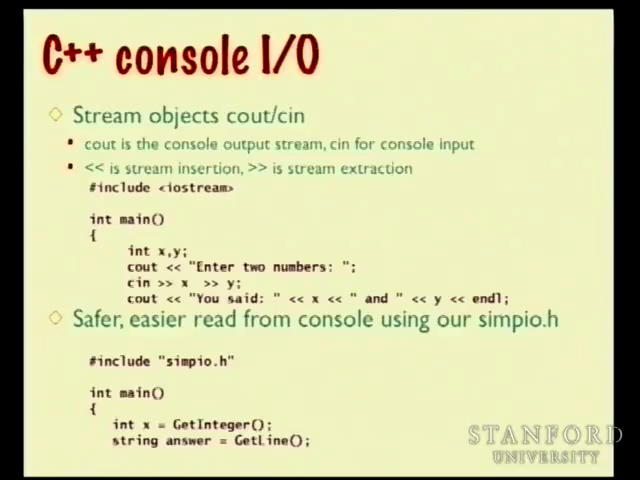 C++ console I/O
Stream objects cout/cin
cout is the console output stream, cin for console input
<< is stream insertion, >> is stream extraction
#include <iostream>
int main()
{
int x,y;
cout << "Enter two numbers: ";
cin >> x >> y;
cout << "You said: " << x << " and " << y << endl;
Safer, easier read from console using our simpio.h
#include "simpio.h"
int main()
{
int x = GetInteger();
string answer = GetLine();
STANFORD
UNIVERSITY